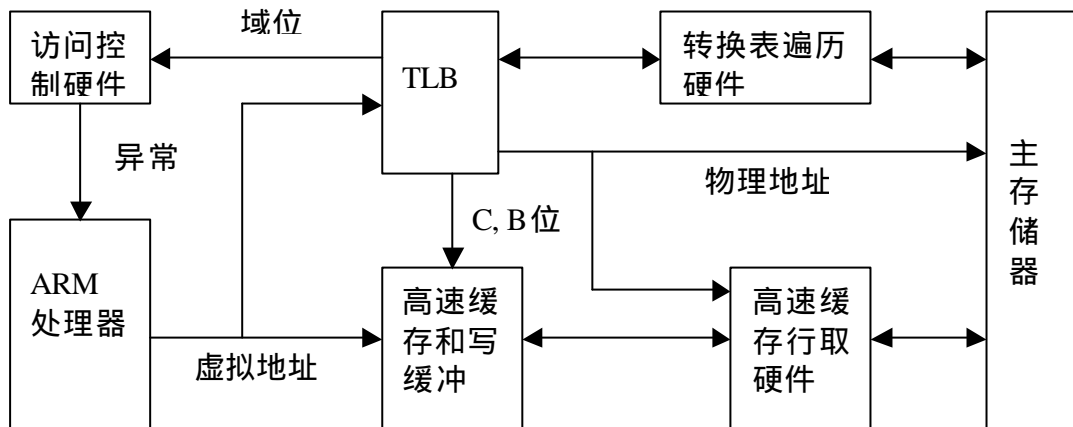 域位
访问控
制硬件
TLB
转换表遍历
硬件
异常
物理地址
主
存
储
器
C, B位
ARM
处理器
虚拟地址
高速缓
存和写
缓冲
高速缓
存行取
硬件